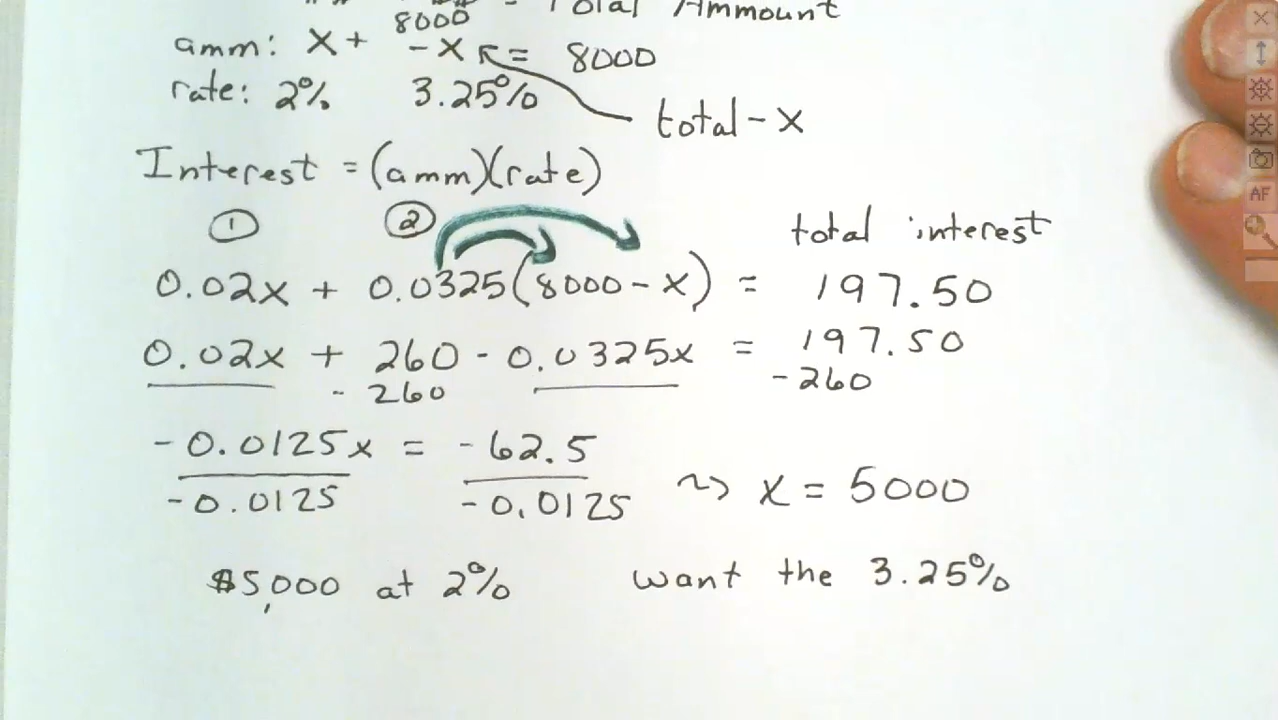 8000 = Total Ammount
amm: X + 8000 - X = 8000
rate: 2% 3.25%
total - X
Interest = (amm)(rate)
① ②
total interest
0.02x + 0.0325(8000 - x) = 197.50
0.02x + 260 - 0.0325x = 197.50
- 260 - 260
-0.0125x = -62.5
-0.0125 -0.0125 ~> x = 5000
$5,000 at 2% want the 3.25%
AF